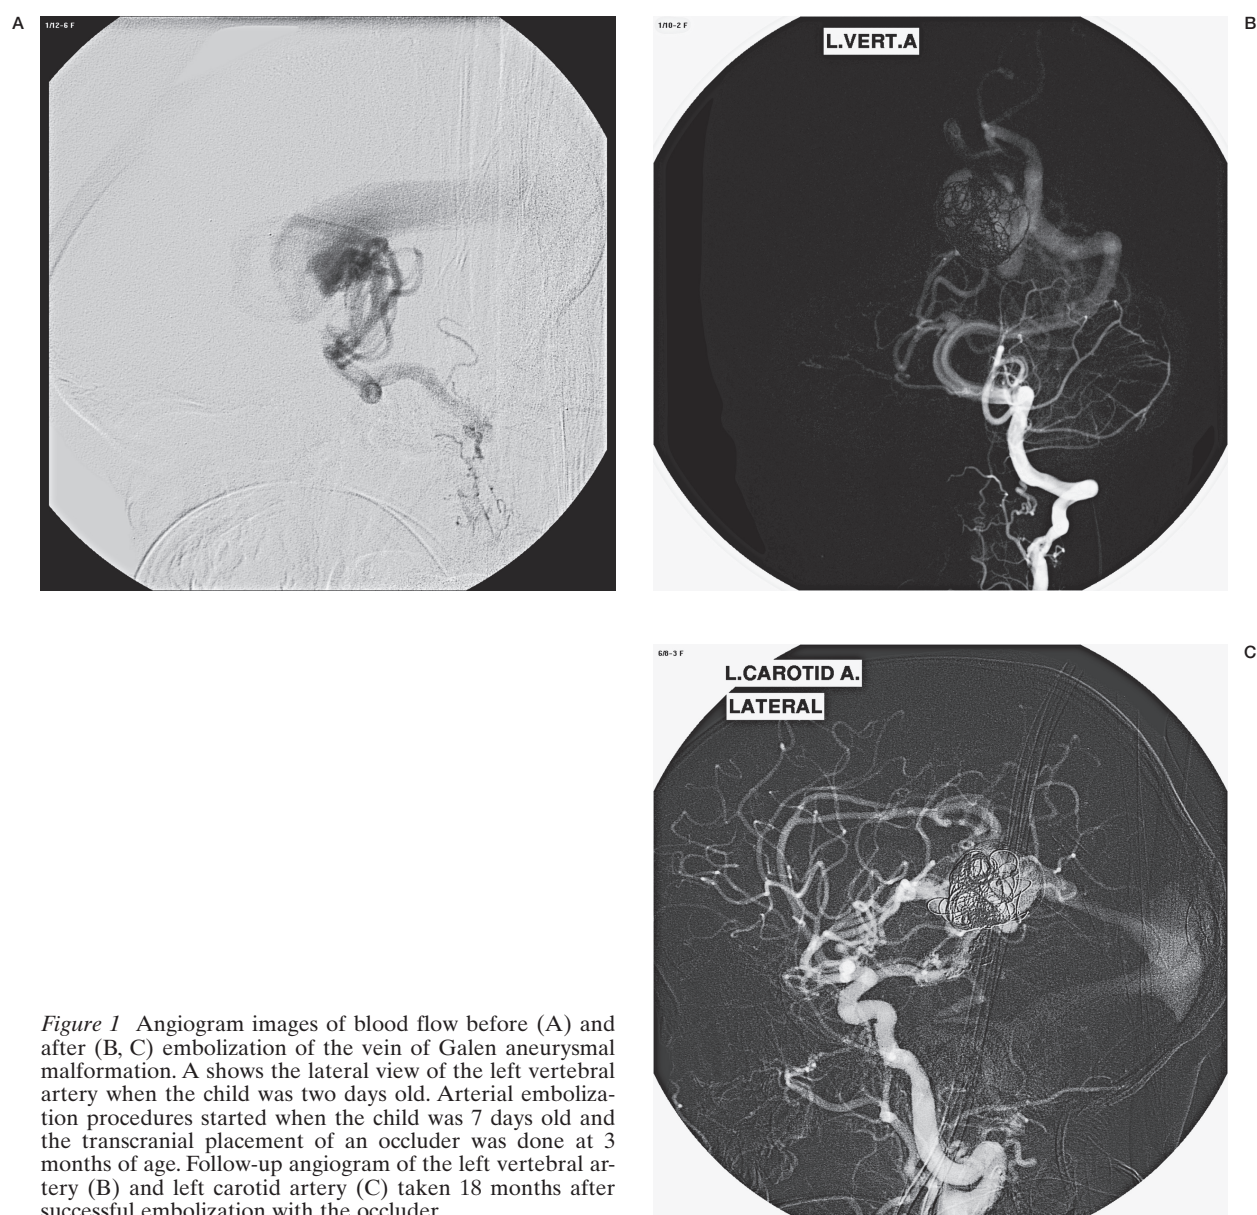 A
1/12-6 F
1/10-2 F
L.VERT.A
B
6/8-3 F
L.CAROTID A.
LATERAL
C
Figure 1 Angiogram images of blood flow before (A) and
after (B, C) embolization of the vein of Galen aneurysmal
malformation. A shows the lateral view of the left vertebral
artery when the child was two days old. Arterial emboliza-
tion procedures started when the child was 7 days old and
the transcranial placement of an occluder was done at 3
months of age. Follow-up angiogram of the left vertebral ar-
tery (B) and left carotid artery (C) taken 18 months after
successful embolization with the occluder.